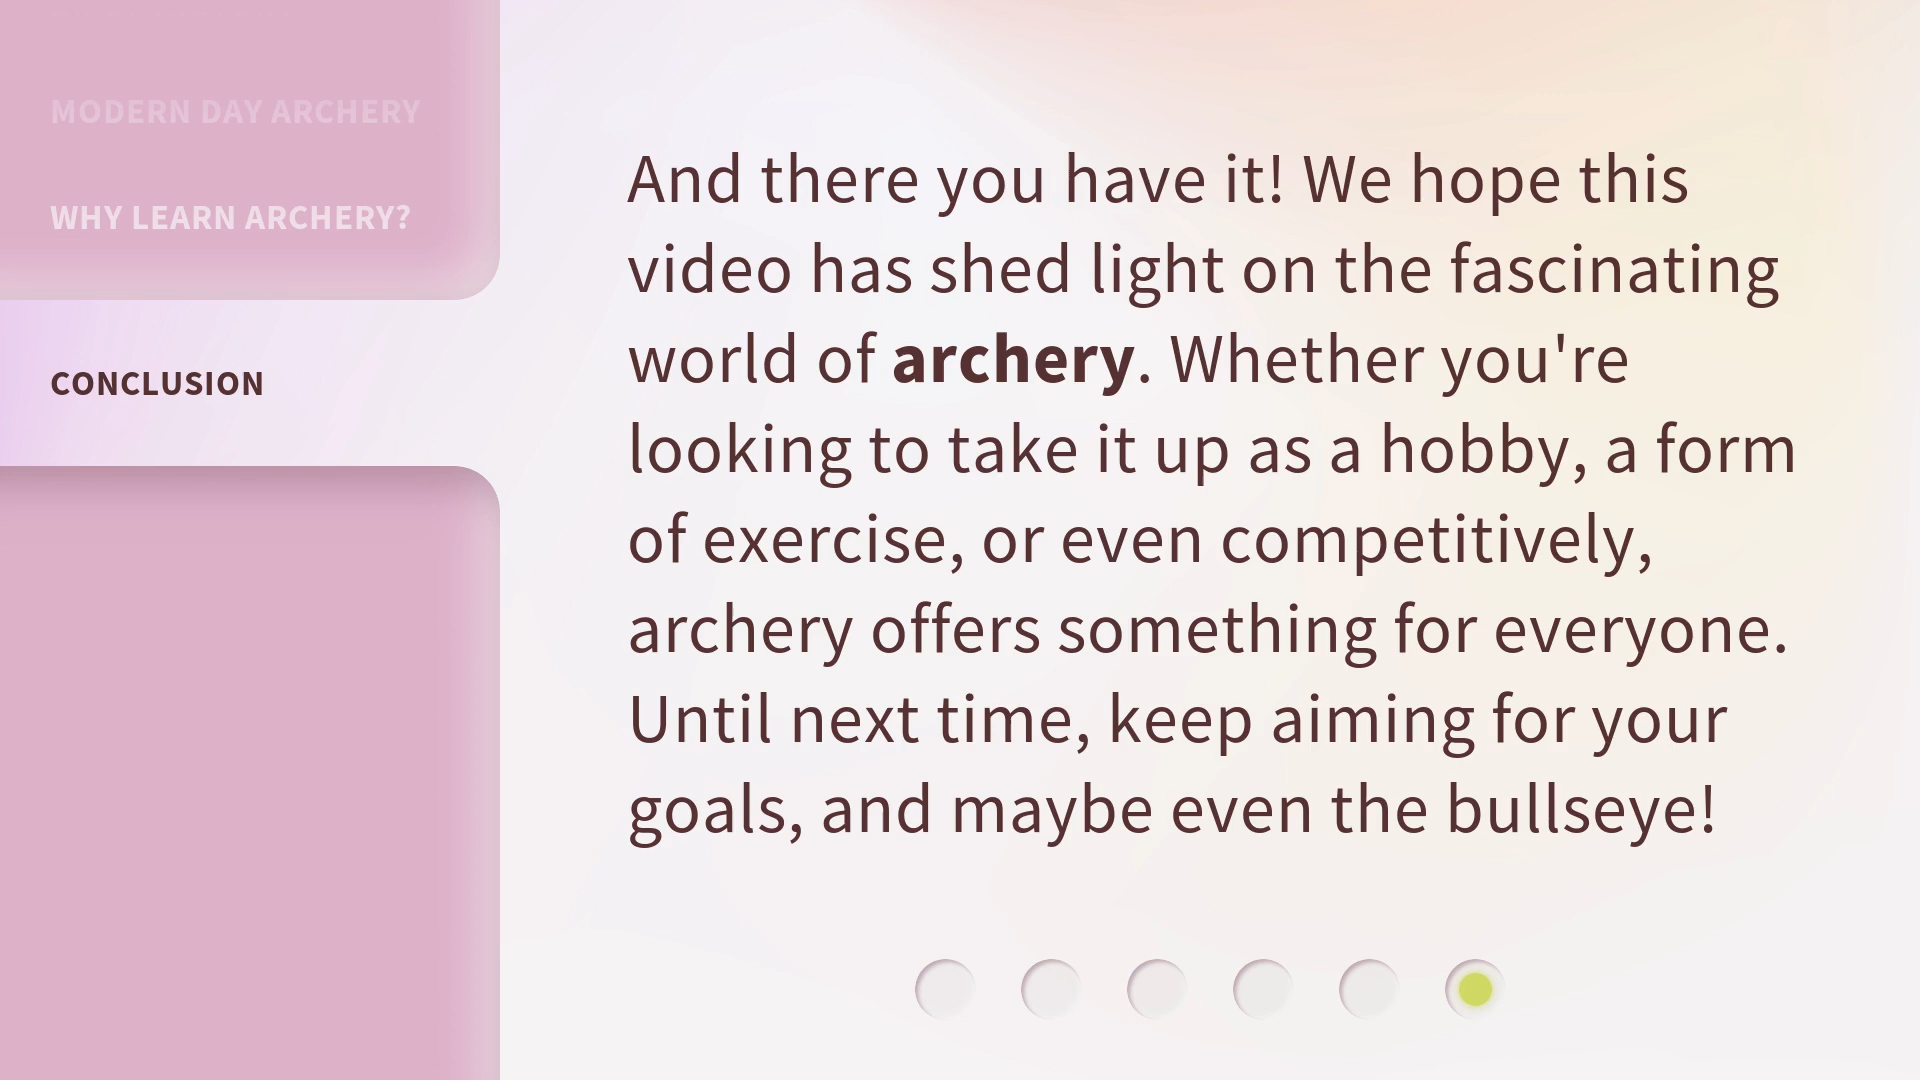 MODERN DAY ARCHERY
WHY LEARN ARCHERY?
CONCLUSION
And there you have it! We hope this
video has shed light on the fascinating
world of archery. Whether you're
looking to take it up as a hobby, a form
of exercise, or even competitively,
archery offers something for everyone.
Until next time, keep aiming for your
goals, and maybe even the bullseye!